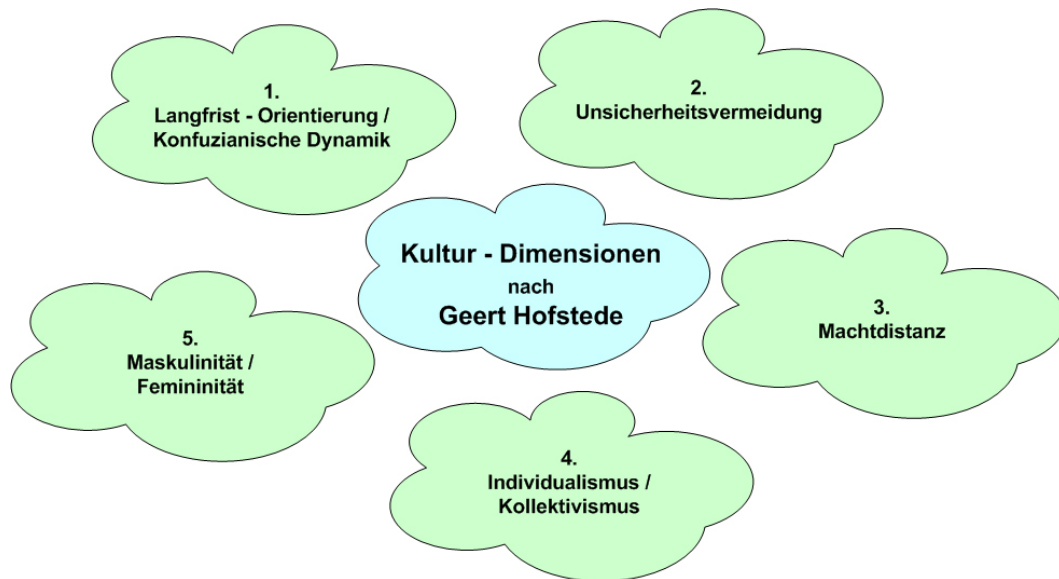 1.
Langfrist - Orientierung /
Konfuzianische Dynamik
2.
Unsicherheitsvermeidung
Kultur - Dimensionen
nach
Geert Hofstede
3.
Machtdistanz
5.
Maskulinität /
Femininität
4.
Individualismus /
Kollektivismus